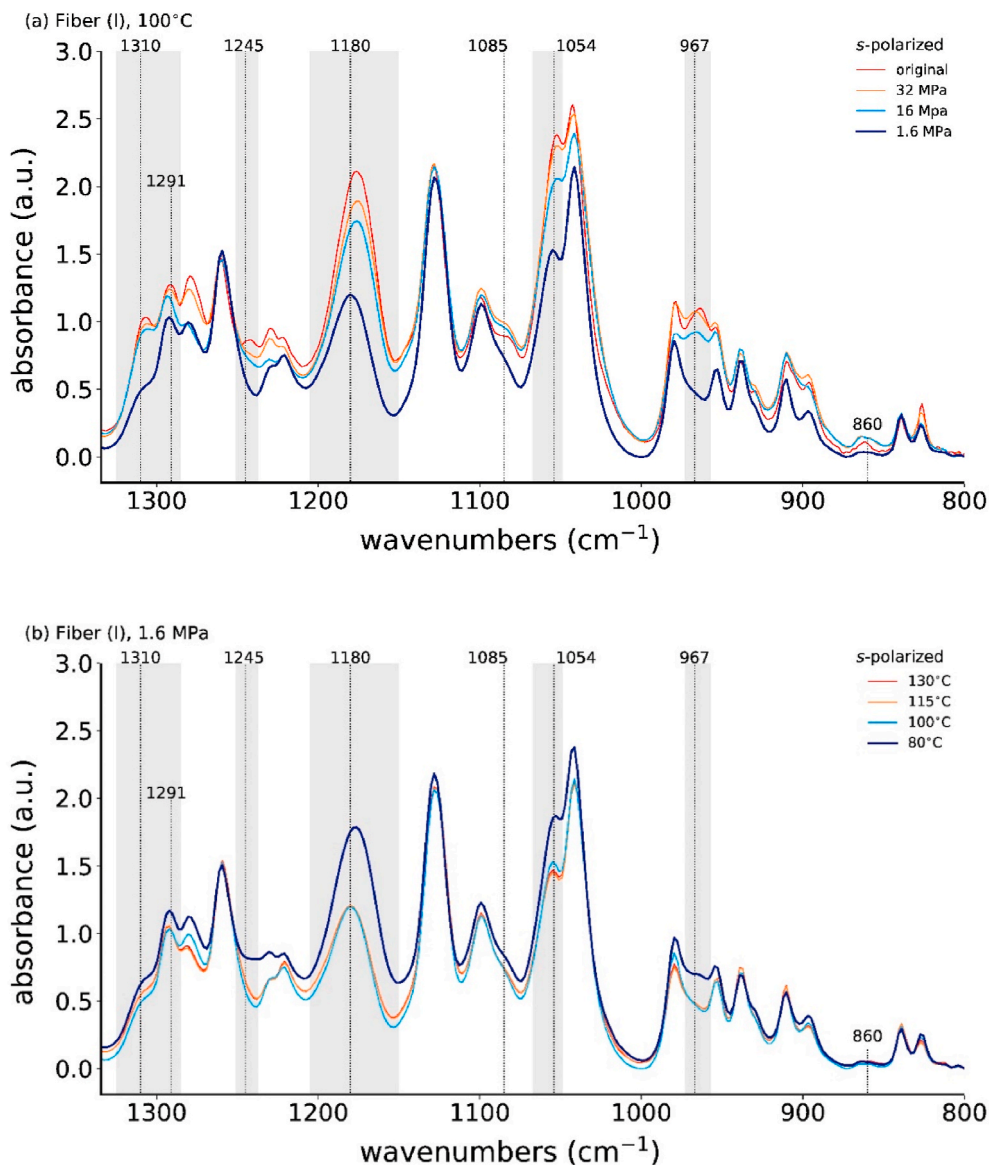 (a) Fiber (I), 100°C
1310 1245 1180 1085 1054 967
3.0
s-polarized
original
32 MPa
16 Mpa
1.6 MPa
2.5
2.0
1291
1.5
1.0
0.5
860
0.0
absorbance (a.u.)
1300 1200 1100 1000 900 800
wavenumbers (cm⁻¹)
(b) Fiber (I), 1.6 MPa
1310 1245 1180 1085 1054 967
3.0
s-polarized
130°C
115°C
100°C
80°C
2.5
2.0
1291
1.5
1.0
0.5
860
0.0
absorbance (a.u.)
1300 1200 1100 1000 900 800
wavenumbers (cm⁻¹)